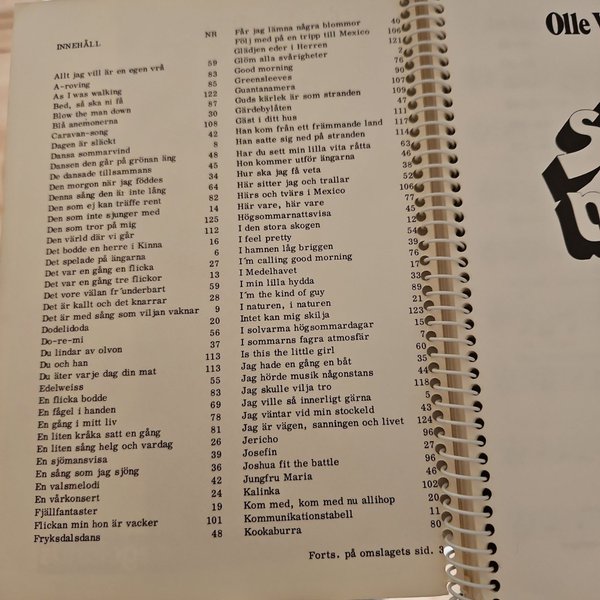 INNEHÅLL NR
Allt jag vill är en egen vrå 59
A-roving 83
As I was walking 122
Bed, så ska ni få 87
Blow the man down 30
Blå anemonerna 108
Caravan-song 42
Dagen är släckt 8
Dansa sommarvind 48
Dansen den går på grönan äng 46
De dansade tillsammans 44
Den morgon när jag föddes 34
Denna sång den är inte lång 64
Den som ej kan träffe rent 82
Den som inte sjunger med 14
Den som tror på mig 125
Den värld där vi går 112
Det bodde en herre i Kinna 16
Det spelade på ängarna 6
Det var en gång en flicka 27
Det var en gång tre flickor 13
Det vore välan fr'underbart 59
Det är kallt och det knarrar 28
Det är med sång som viljan vaknar 9
Dodelidoda 20
Do-re-mi 56
Du lindar av olvon 37
Du och han 113
Du äter varje dag din mat 113
Edelweiss 55
En flicka bodde 83
En fågel i handen 69
En gång i mitt liv 78
En liten kråka satt en gång 81
En liten sång helg och vardag 26
En sjömansvisa 39
En sång som jag sjöng 36
En valsmelodi 42
En vårkonsert 24
Fjällfantaster 19
Flickan min hon är vacker 101
Fryksdalsdans 48
Får jag lämna några blommor 40
Följ med på en tripp till Mexico 106
Glädjen eder i Herren 121
Glöm alla svårigheter 2
Good morning 76
Greensleeves 90
Guantanamera 107
Guds kärlek är som stranden 109
Gärdebylåten 47
Gäst i ditt hus 111
Han kom från ett främmande land 117
Han satte sig ned på stranden 114
Har du sett min lilla vita råtta 63
Hon kommer utför ängarna 62
Hur ska jag få veta 76
Här sitter jag och trallar 52
Härs och tvärs i Mexico 106
Här vare, här vare 77
Högsommarnattsvisa 45
I den stora skogen 12
I feel pretty 54
I hamnen låg briggen 39
I'm calling good morning
I Medelhavet
I min lilla hydda
I'm the kind of guy
I naturen, i naturen
Intet kan mig skilja 123
I solvarma högsommardagar 15
I sommarns fagra atmosfär 7
Is this the little girl 60
Jag hade en gång en båt 35
Jag hörde musik någonstans 44
Jag skulle vilja tro 118
Jag ville så innerligt gärna 5
Jag väntar vid min stockeld 43
Jag är vägen, sanningen och livet 124
Jericho 96
Josefin 27
Joshua fit the battle 96
Jungfru Maria 46
Kalinka 102
Kom med, kom med nu allihop 20
Kommunikationstabell 11
Kookaburra 80
Forts. på omslagets sid. 3
Olle